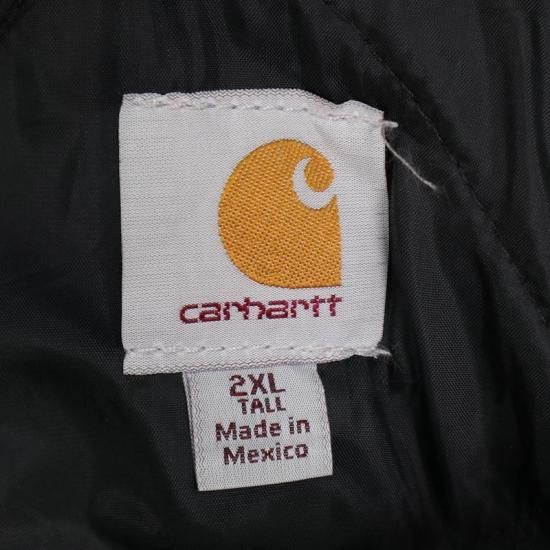 carhartt
2XL
TALL
Made in
Mexico